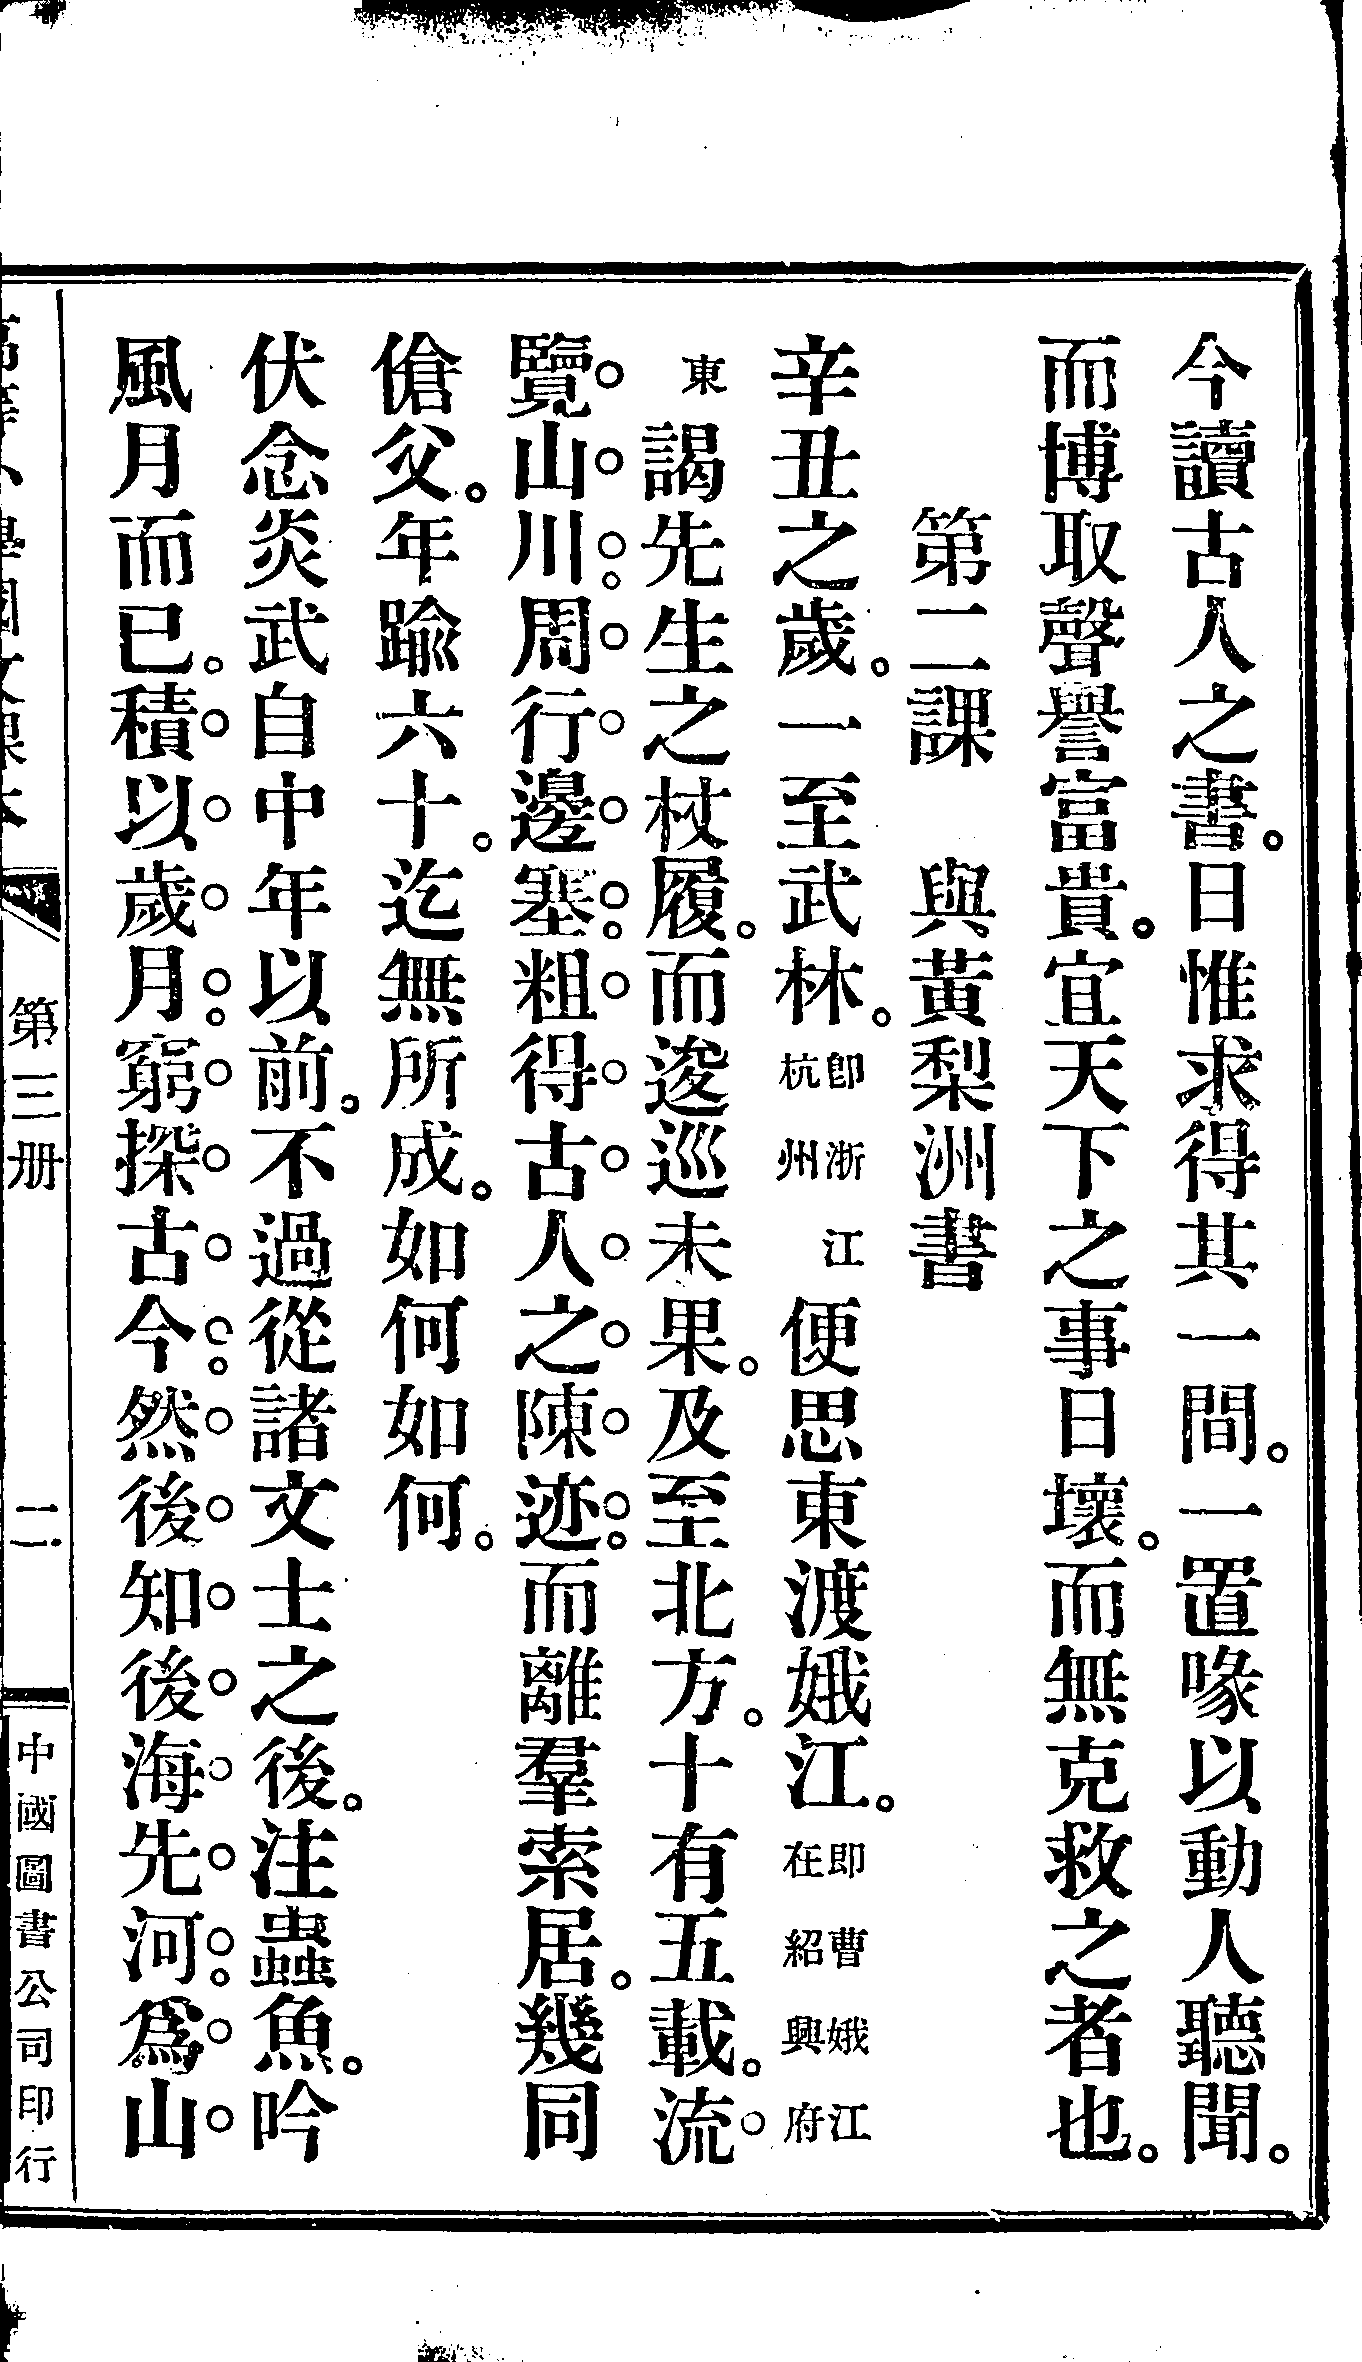 今讀古人之書。日惟求得其一間。一置喙以動人聽聞。
而博取聲譽富貴。宜天下之事日壞。而無克救之者也。
第二課　與黃梨洲書
辛丑之歲。一至武林。卽浙江杭州便思東渡娥江。卽曹娥江在紹興府
東謁先生之杖履。而逡巡未果。及至北方。十有五載。流
覽山川。周行邊塞。粗得古人之陳迹。而離羣索居。幾同
傖父。年踰六十。迄無所成。如何如何。
伏念炎武自中年以前。不過從諸文士之後。注蟲魚。吟
風月而已。積以歲月。窮探古今。然後知後海先河。爲山
高等小學國文課本　第三册　二　中國圖書公司印行